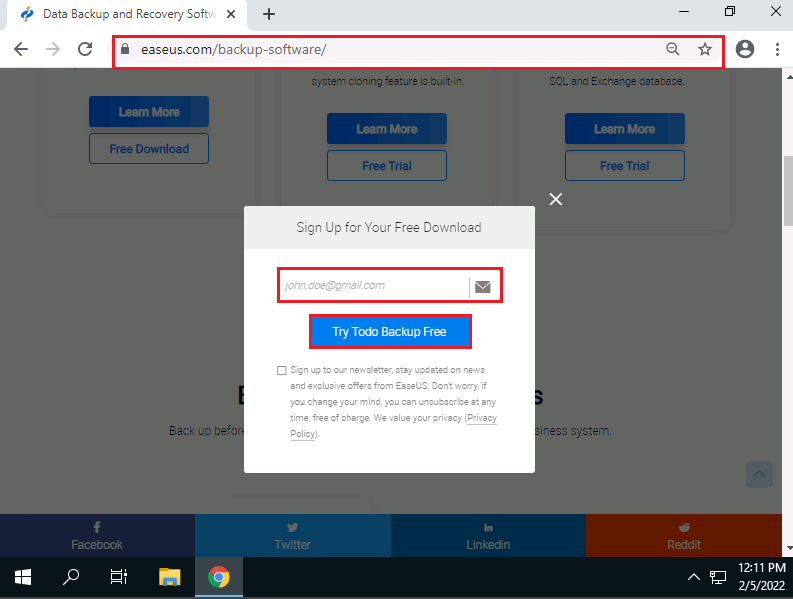 Data Backup and Recovery Softw
easeus.com/backup-software/
system cloning feature is built-in.
SQL and Exchange database.
Learn More
Free Download
Learn More
Free Trial
Learn More
Free Trial
Sign Up for Your Free Download
john.doe@gmail.com
Try Todo Backup Free
Sign up to our newsletter, stay updated on news
and exclusive offers from EaseUS. Don't worry, if
you change your mind, you can unsubscribe at any
time, free of charge. We value your privacy (Privacy
Policy).
Back up before
siness system.
Facebook
Twitter
Linkedin
Reddit
12:11 PM
2/5/2022